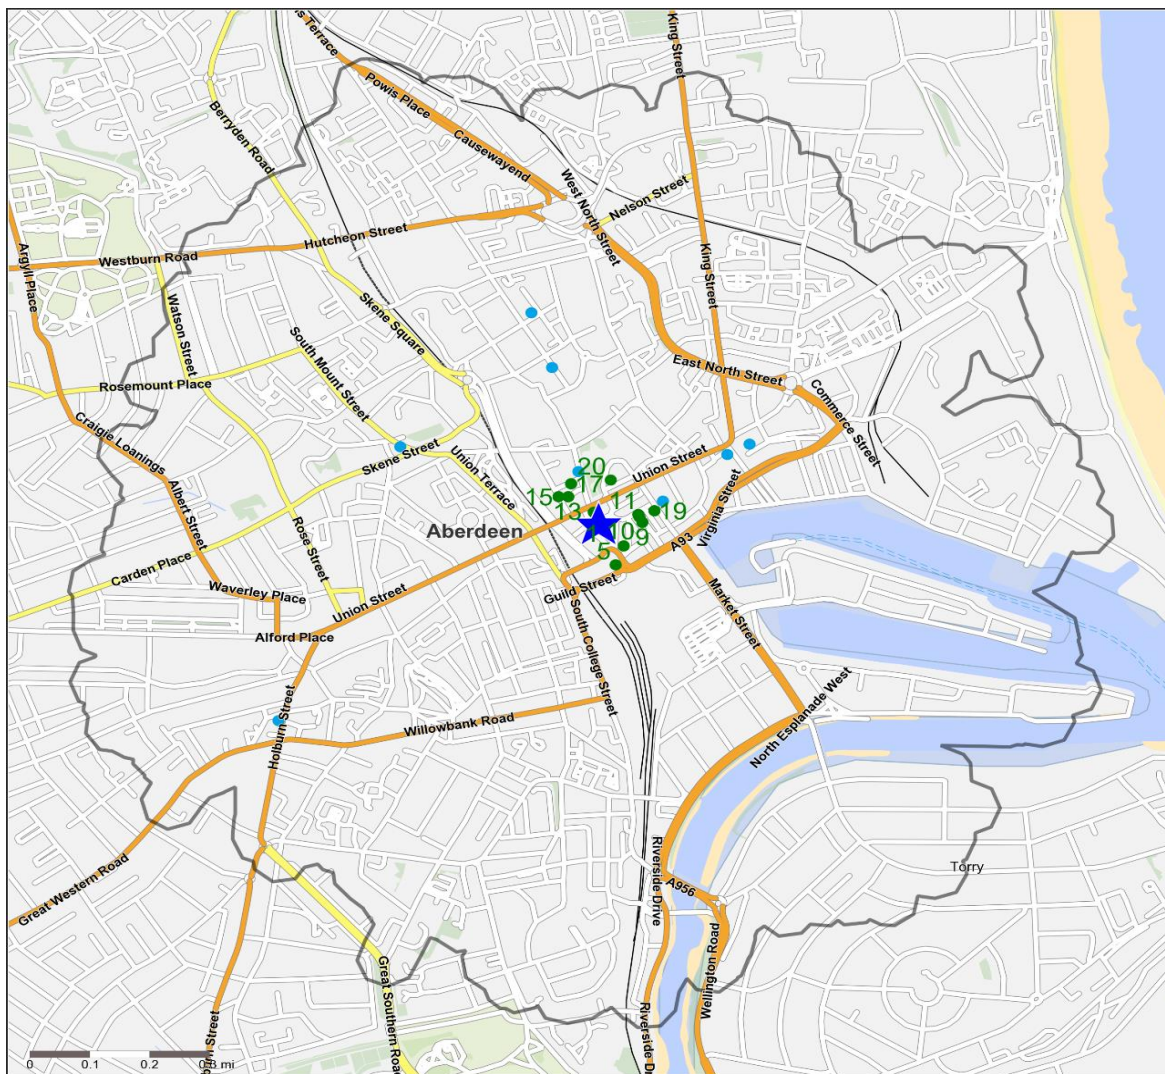 King Street
Powis Place
Causewayend
Berryden Road
West North Street
Nelson Street
Hutcheon Street
Westburn Road
Argyll Place
King Street
Watson Street
Skene Square
South Mount Street
East North Street
Rosemount Place
Commerce Street
Craigie Loanings
Skene Street
Union Terrace
Union Street
20
17
15
Albert Street
Virginia Street
13
11
19
Aberdeen
10
9
A93
5
Rose Street
Carden Place
Guild Street
Waverley Place
Union Street
Market Street
Alford Place
South College Street
Holburn Street
Willowbank Road
North Esplanade West
Riverside Drive
Torry
Great Western Road
A956
Wellington Road
Great Southern Road
0 0.1 0.2 mi